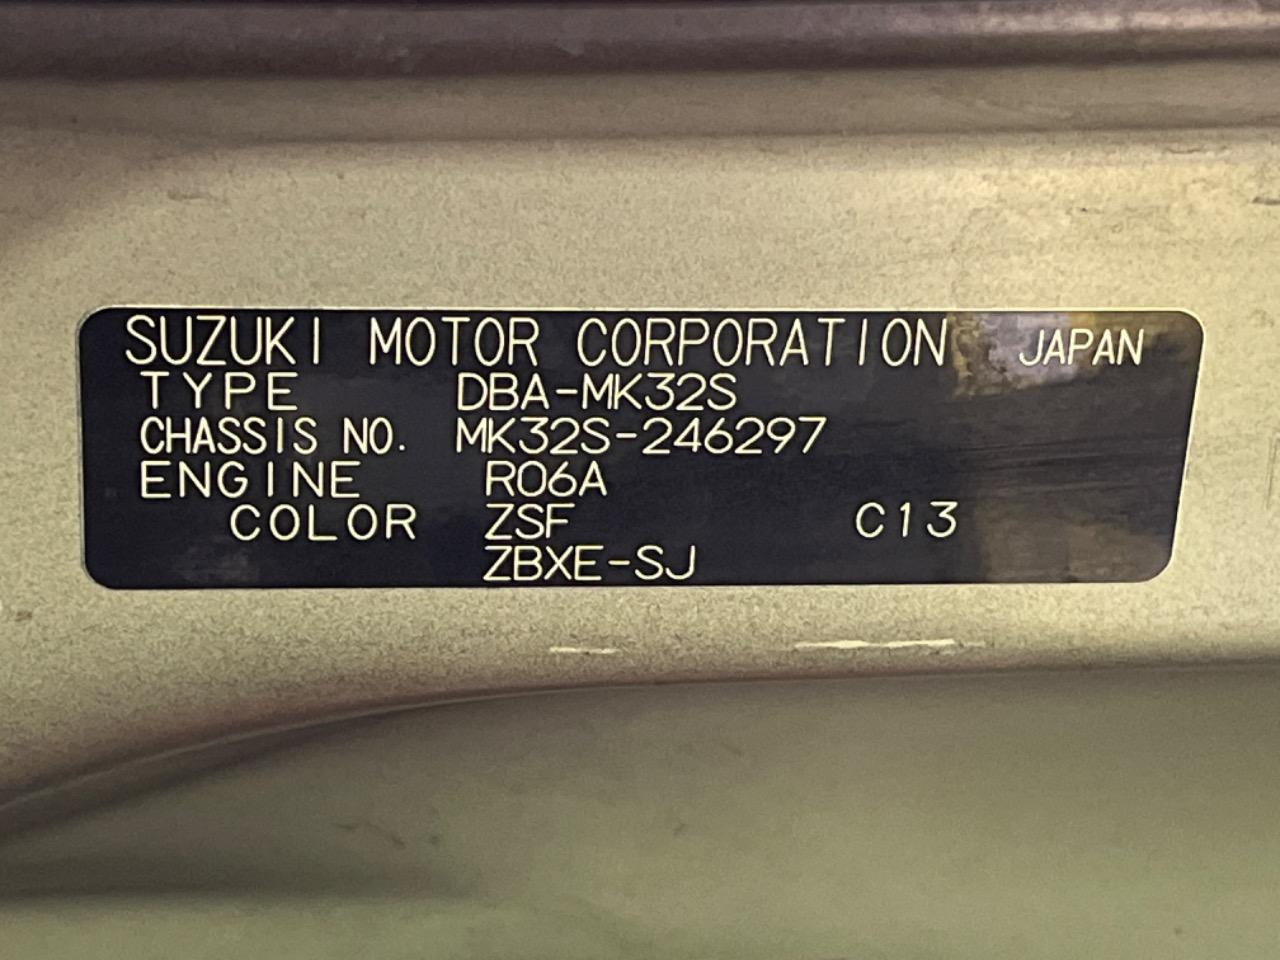 SUZUKI MOTOR CORPORATION JAPAN
TYPE DBA-MK32S
CHASSIS NO. MK32S-246297
ENGINE R06A
COLOR ZSF C13
ZBXE-SJ